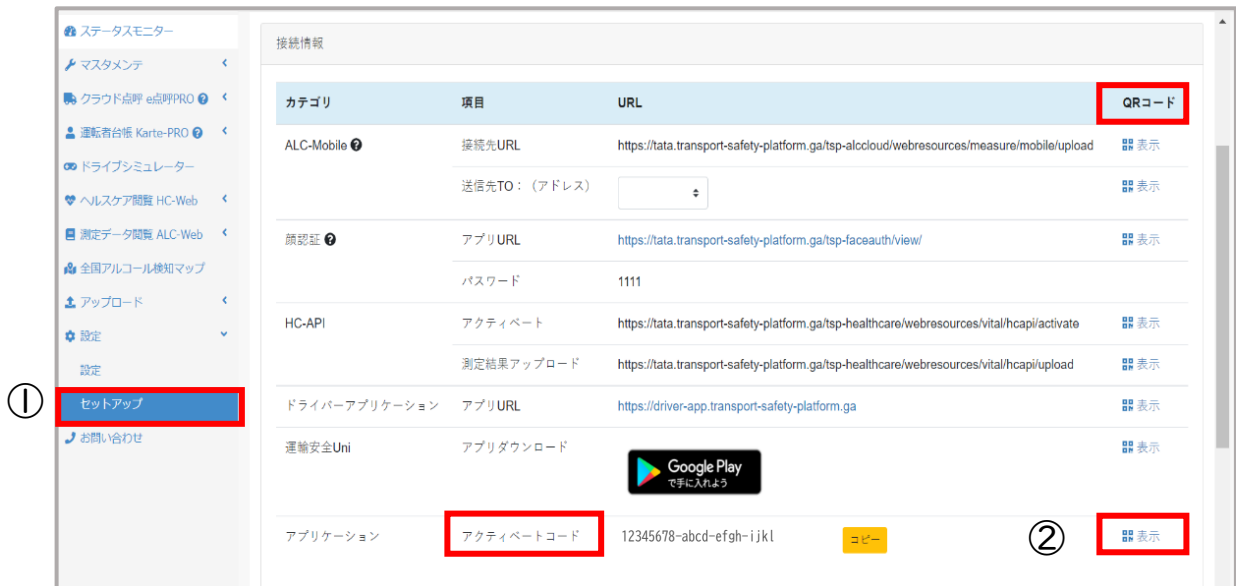 ステータスモニター
マスタメンテ
クラウド点呼 e点呼PRO
運転者台帳 Karte-PRO
ドライブシミュレーター
ヘルスケア閲覧 HC-Web
測定データ閲覧 ALC-Web
全国アルコール検知マップ
アップロード
設定
設定
① セットアップ
お問い合わせ
接続情報
カテゴリ 項目 URL QRコード
ALC-Mobile 接続先URL https://tata.transport-safety-platform.ga/tsp-alccloud/webresources/measure/mobile/upload 表示
送信先TO:(アドレス) 表示
顔認証 アプリURL https://tata.transport-safety-platform.ga/tsp-faceauth/view/ 表示
パスワード 1111
HC-API アクティベート https://tata.transport-safety-platform.ga/tsp-healthcare/webresources/vital/hcapi/activate 表示
測定結果アップロード https://tata.transport-safety-platform.ga/tsp-healthcare/webresources/vital/hcapi/upload 表示
ドライバーアプリケーション アプリURL https://driver-app.transport-safety-platform.ga 表示
運輸安全Uni アプリダウンロード 表示
Google Play
で手に入れよう
アプリケーション アクティベートコード 12345678-abcd-efgh-ijkl コピー ② 表示